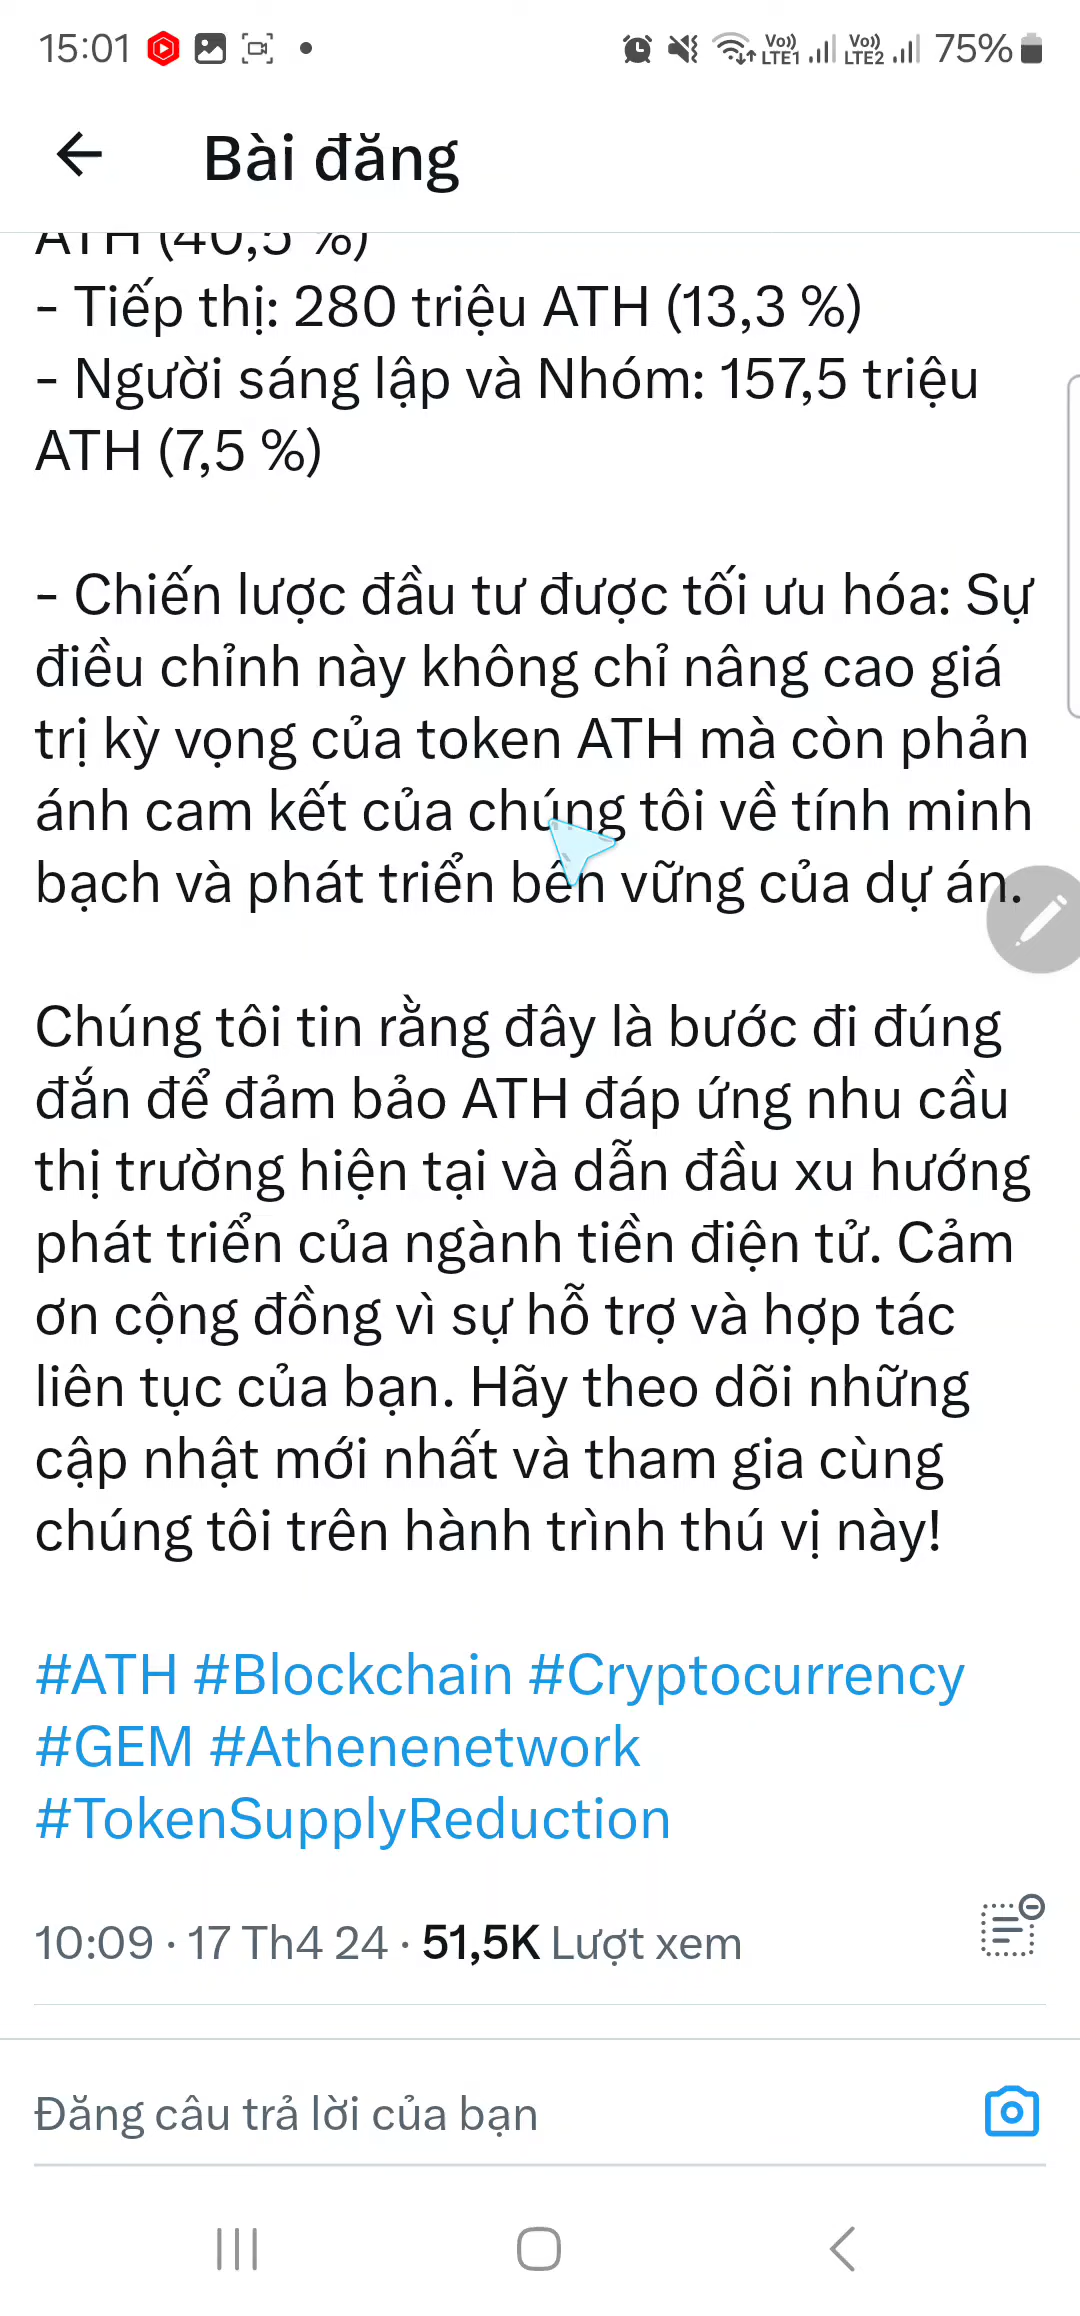 15:01
Vo)) LTE1 Vo)) LTE2 75%
Bài đăng
ATH (40,5 %)
- Tiếp thị: 280 triệu ATH (13,3 %)
- Người sáng lập và Nhóm: 157,5 triệu
ATH (7,5 %)
- Chiến lược đầu tư được tối ưu hóa: Sự
điều chỉnh này không chỉ nâng cao giá
trị kỳ vọng của token ATH mà còn phản
ánh cam kết của chúng tôi về tính minh
bạch và phát triển bền vững của dự án.
Chúng tôi tin rằng đây là bước đi đúng
đắn để đảm bảo ATH đáp ứng nhu cầu
thị trường hiện tại và dẫn đầu xu hướng
phát triển của ngành tiền điện tử. Cảm
ơn cộng đồng vì sự hỗ trợ và hợp tác
liên tục của bạn. Hãy theo dõi những
cập nhật mới nhất và tham gia cùng
chúng tôi trên hành trình thú vị này!
#ATH #Blockchain #Cryptocurrency
#GEM #Athenenetwork
#TokenSupplyReduction
10:09 · 17 Th4 24 · 51,5K Lượt xem
Đăng câu trả lời của bạn